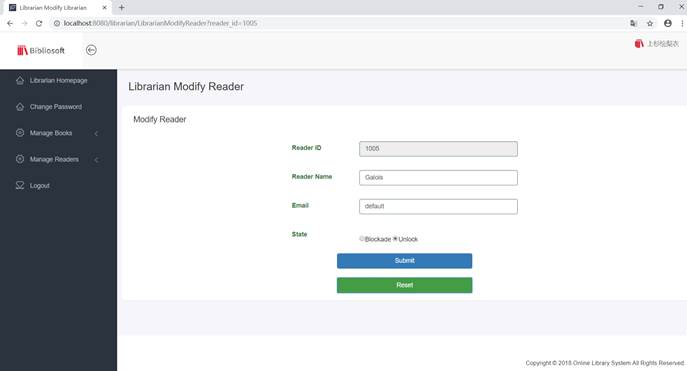 Librarian Modify Librarian
localhost:8080/librarian/LibrarianModifyReader?reader_id=1005
Bibliosoft
上杉绘梨衣
Librarian Homepage
Change Password
Manage Books
Manage Readers
Logout
Librarian Modify Reader
Modify Reader
Reader ID
1005
Reader Name
Galois
Email
default
State
Blockade Unlock
Submit
Reset
Copyright © 2018.Online Library System All Rights Reserved.